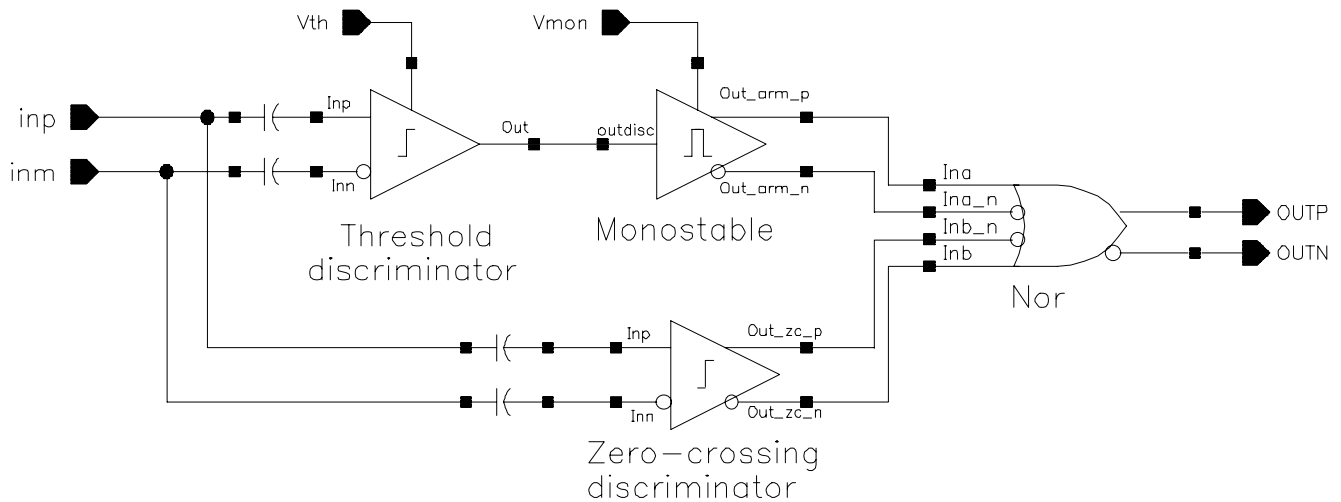 Vth
Vmon
inp
Inp
Out
outdisc
Out_arm_p
inm
Inn
Out_arm_n
Threshold
discriminator
Monostable
Ina
Ina_n
Inb_n
Inb
OUTP
OUTN
Nor
Inp
Out_zc_p
Inn
Out_zc_n
Zero-crossing
discriminator